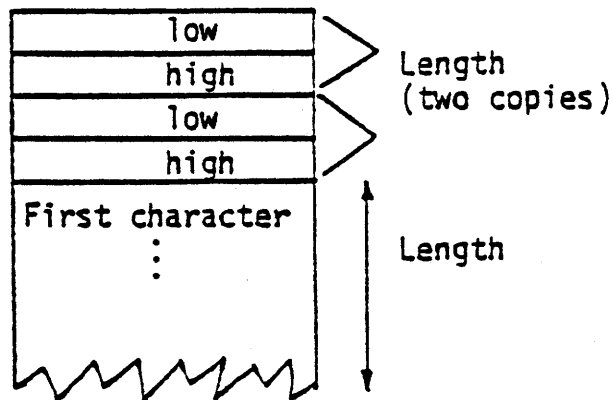 low
high
Length
(two copies)
low
high
First character
Length